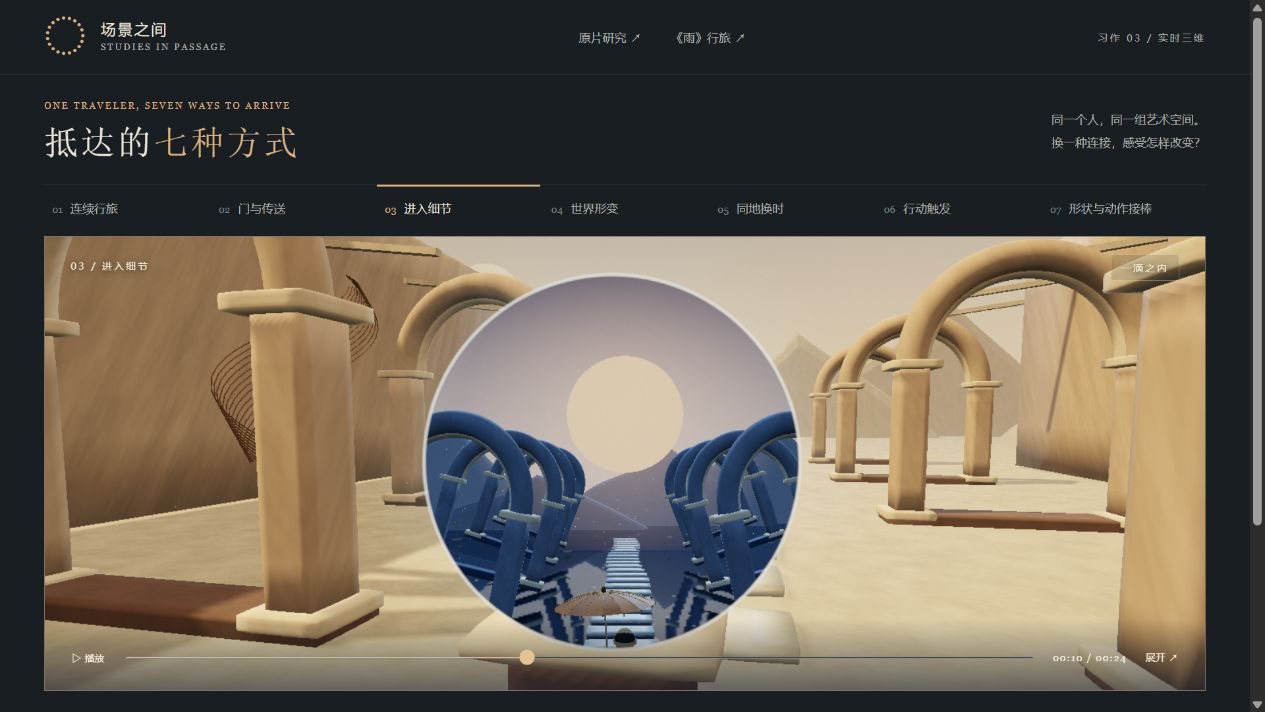 场景之间
STUDIES IN PASSAGE
原片研究 ↗
《雨》行旅 ↗
习作 03 / 实时三维
ONE TRAVELER, SEVEN WAYS TO ARRIVE
抵达的七种方式
同一个人，同一组艺术空间。
换一种连接，感受怎样改变？
01 连续行旅
02 门与传送
03 进入细节
04 世界形变
05 同地换时
06 行动触发
07 形状与动作接棒
03 / 进入细节
一滴之内
▷ 播放
00:10 / 00:24
展开 ↗